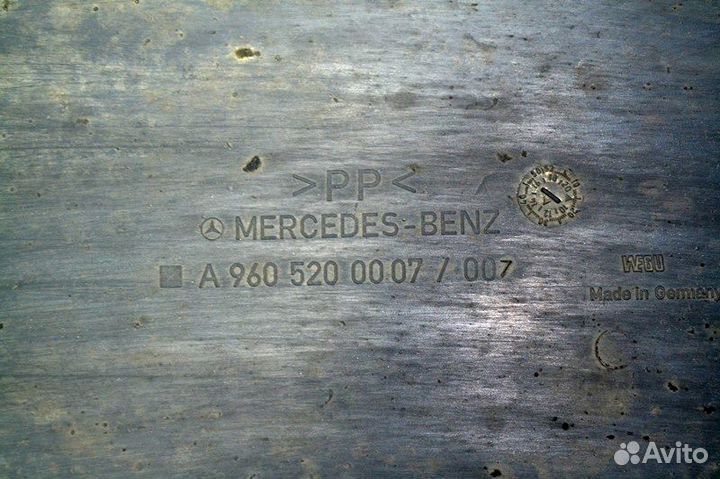 >PP<
MERCEDES-BENZ
A 960 520 00 07 / 007
WEGU
Made in Germany
Avito